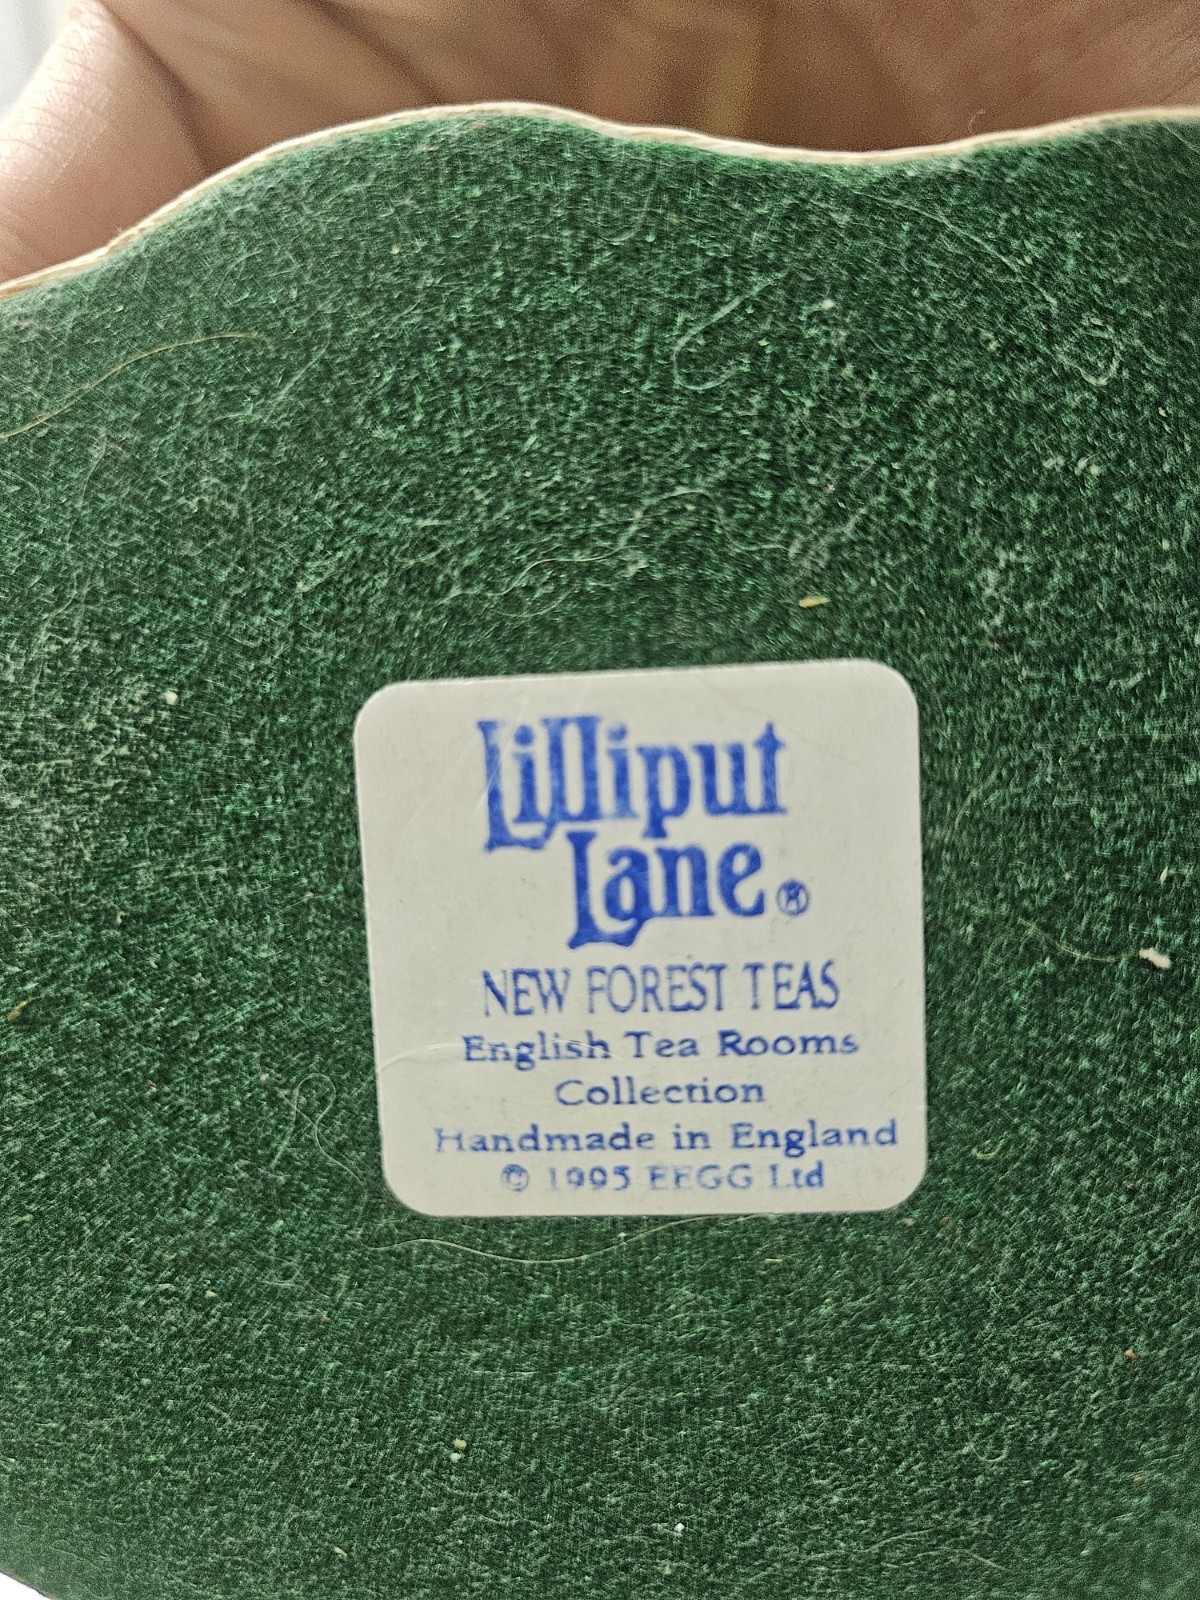 Lilliput
Lane®
NEW FOREST TEAS
English Tea Rooms
Collection
Handmade in England
© 1995 EEGG Ltd